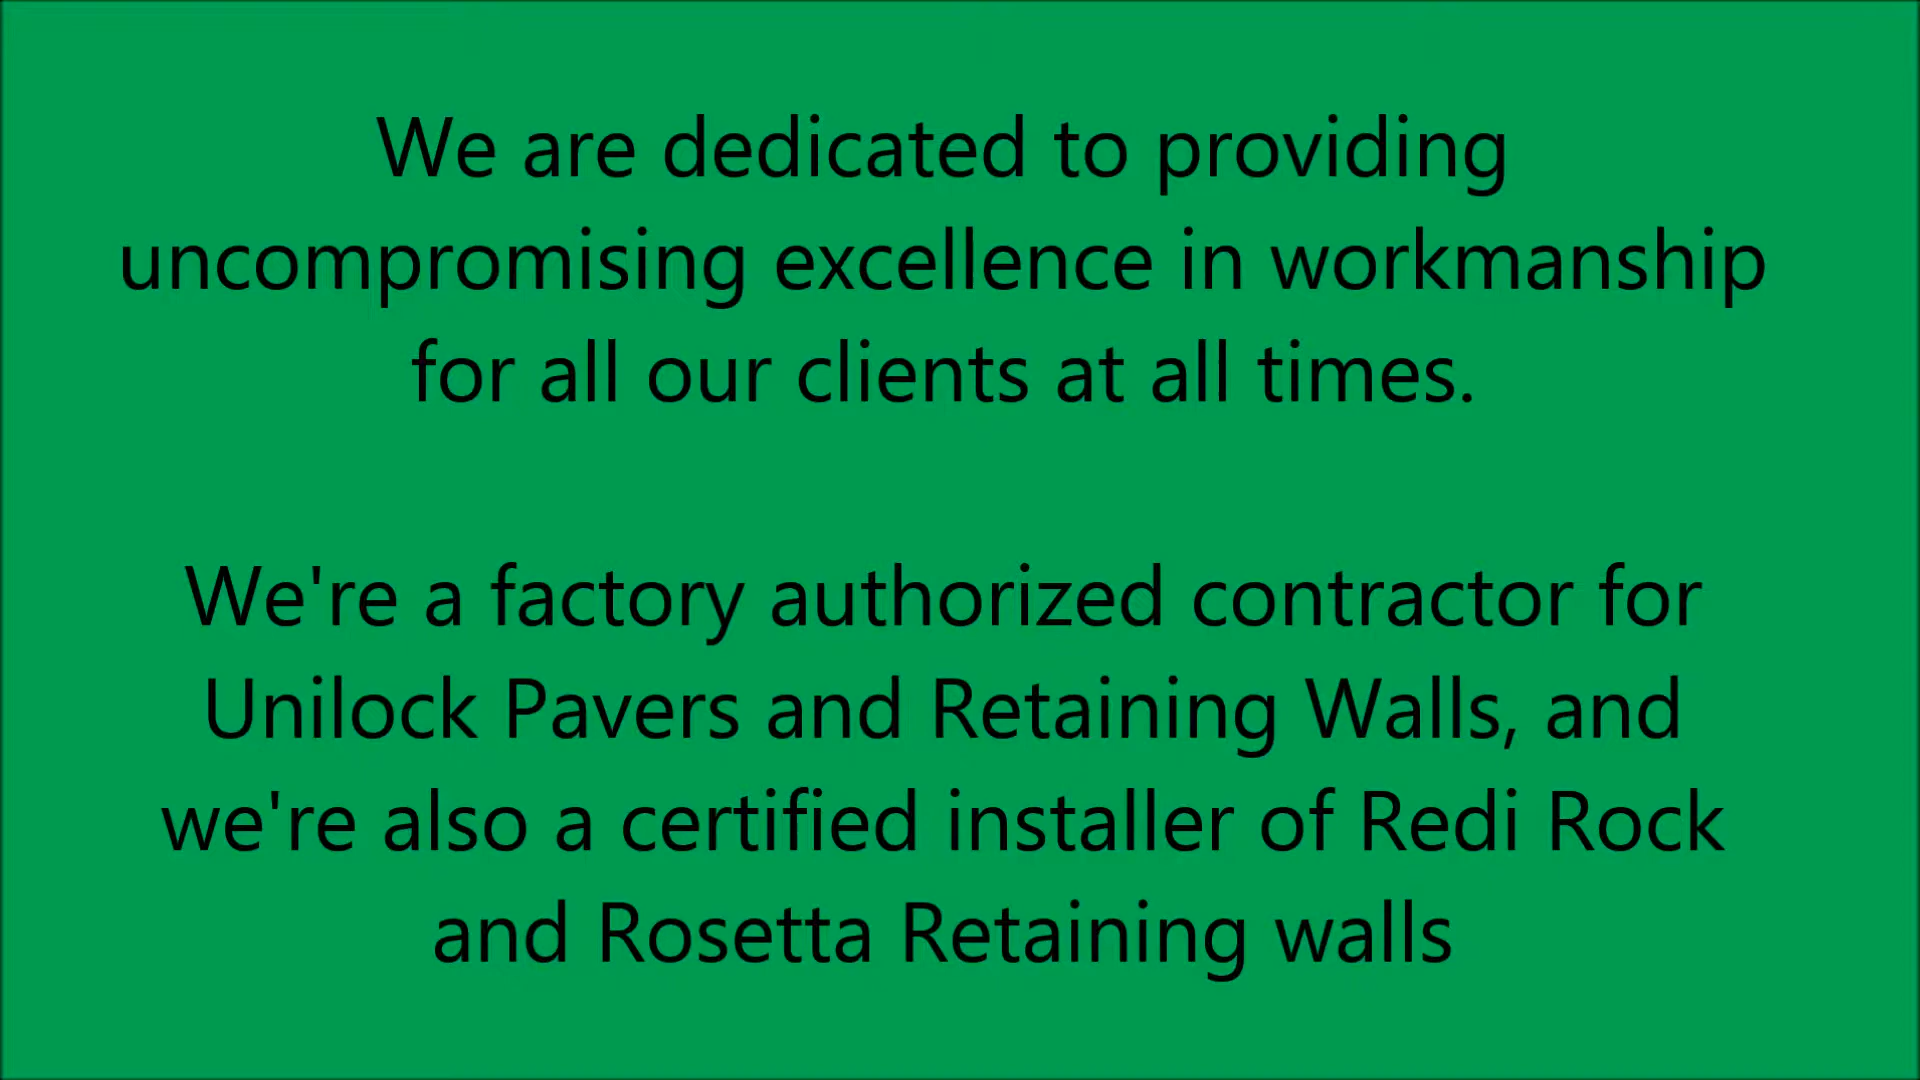 We are dedicated to providing
uncompromising excellence in workmanship
for all our clients at all times.
We're a factory authorized contractor for
Unilock Pavers and Retaining Walls, and
we're also a certified installer of Redi Rock
and Rosetta Retaining walls